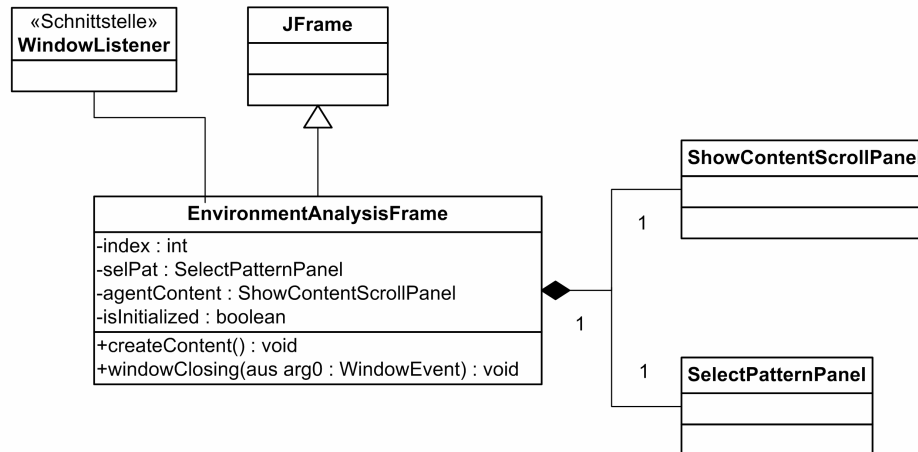 «Schnittstelle»
WindowListener
JFrame
ShowContentScrollPanel
EnvironmentAnalysisFrame
-index : int
-selPat : SelectPatternPanel
-agentContent : ShowContentScrollPanel
-isInitialized : boolean
+createContent() : void
+windowClosing(aus arg0 : WindowEvent) : void
1
1
1
SelectPatternPanel